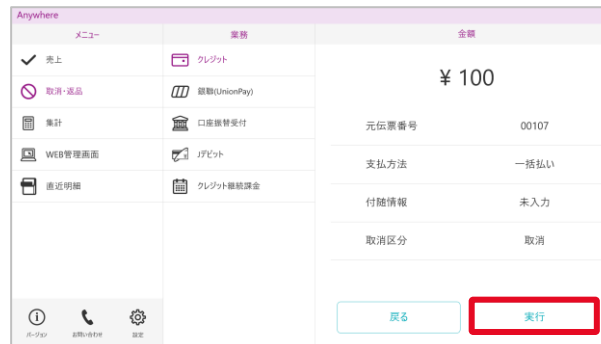 Anywhere
メニュー
業務
金額
売上
取消・返品
集計
WEB管理画面
直近明細
クレジット
銀聯(UnionPay)
口座振替受付
Jデビット
クレジット継続課金
¥ 100
元伝票番号 00107
支払方法 一括払い
付随情報 未入力
取消区分 取消
戻る
実行
バージョン
お問い合わせ
設定